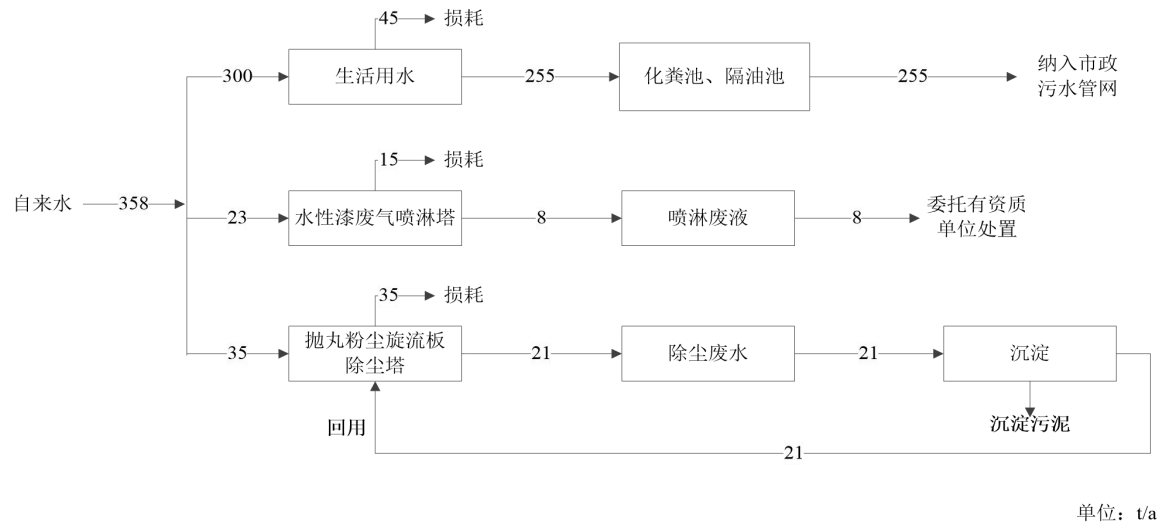 45 损耗
300 生活用水 255 化粪池、隔油池 255 纳入市政
污水管网
15 损耗
自来水 358
23 水性漆废气喷淋塔 8 喷淋废液 8 委托有资质
单位处置
35 损耗
35 抛丸粉尘旋流板
除尘塔 21 除尘废水 21 沉淀
回用 沉淀污泥
21
单位：t/a